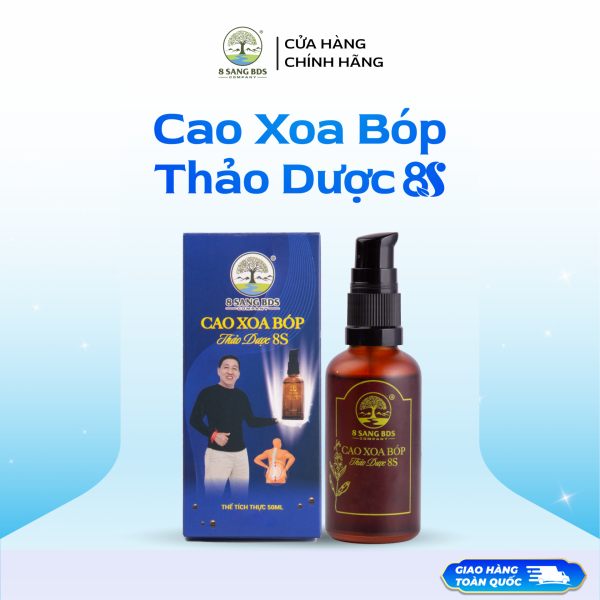 8 SANG BDS
COMPANY
CỬA HÀNG
CHÍNH HÃNG
Cao Xoa Bóp
Thảo Dược 8S
8 SANG BDS
COMPANY
CAO XOA BÓP
Thảo Dược 8S
THỂ TÍCH THỰC 50ML
8 SANG BDS
COMPANY
CAO XOA BÓP
Thảo Dược 8S
GIAO HÀNG
TOÀN QUỐC